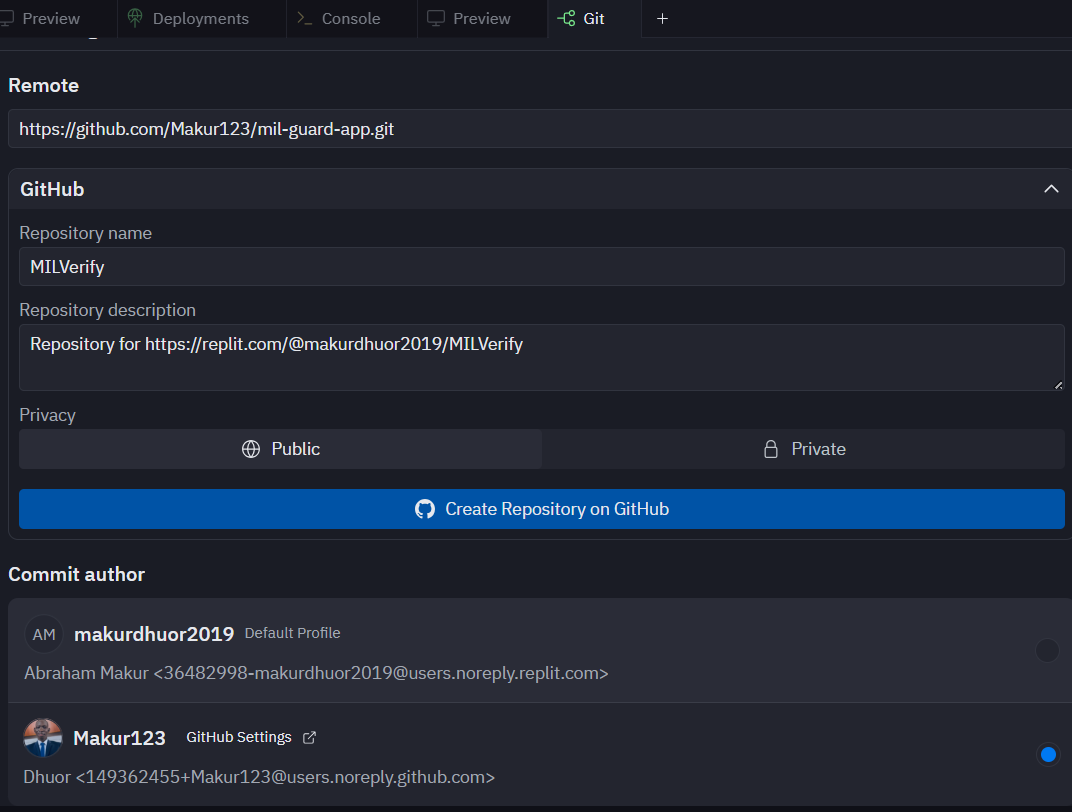 Preview
Deployments
Console
Preview
Git
Remote
https://github.com/Makur123/mil-guard-app.git
GitHub
Repository name
MILVerify
Repository description
Repository for https://replit.com/@makurdhuor2019/MILVerify
Privacy
Public
Private
Create Repository on GitHub
Commit author
AM
makurdhuor2019 Default Profile
Abraham Makur <36482998-makurdhuor2019@users.noreply.replit.com>
Makur123 GitHub Settings
Dhuor <149362455+Makur123@users.noreply.github.com>